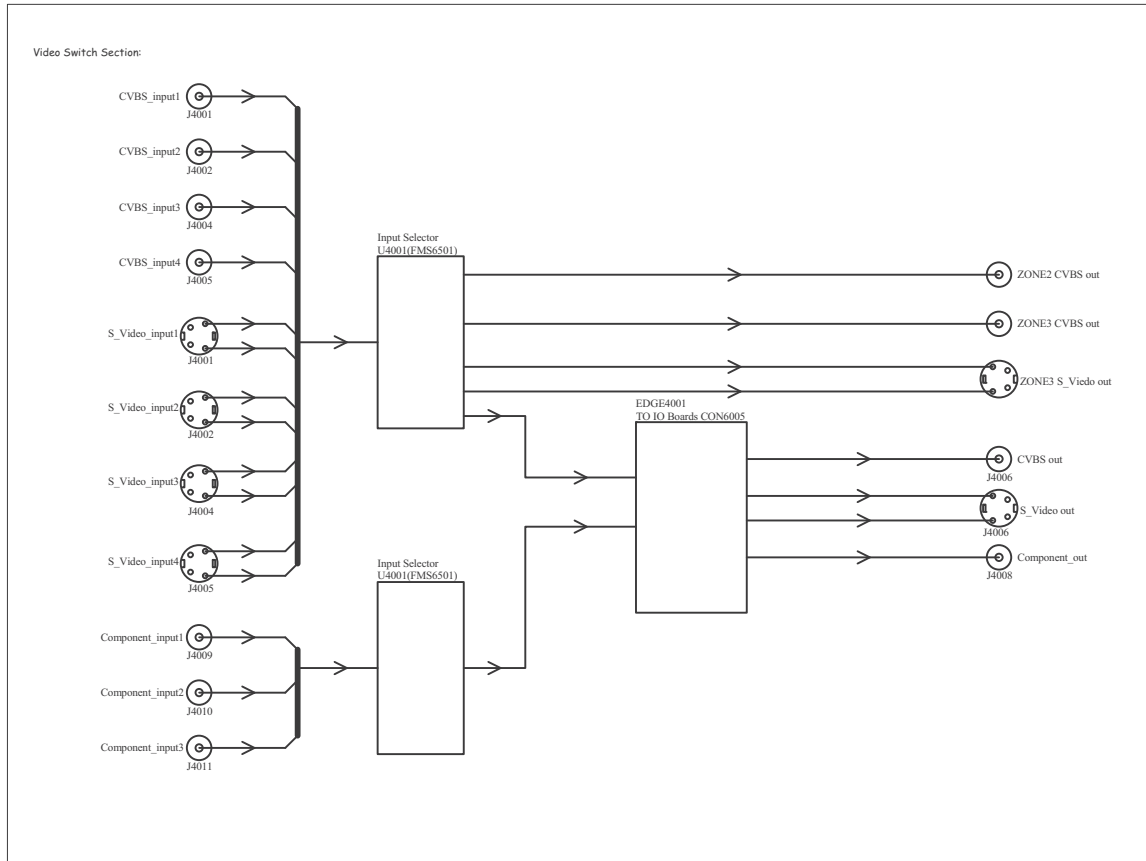 Video Switch Section:
CVBS_input1
J4001
CVBS_input2
J4002
CVBS_input3
J4004
CVBS_input4
J4005
S_Video_input1
J4001
S_Video_input2
J4002
S_Video_input3
J4004
S_Video_input4
J4005
Component_input1
J4009
Component_input2
J4010
Component_input3
J4011
Input Selector
U4001(FMS6501)
Input Selector
U4001(FMS6501)
EDGE4001
TO IO Boards CON6005
ZONE2 CVBS out
ZONE3 CVBS out
ZONE3 S_Viedo out
CVBS out
J4006
S_Video out
J4006
Component_out
J4008